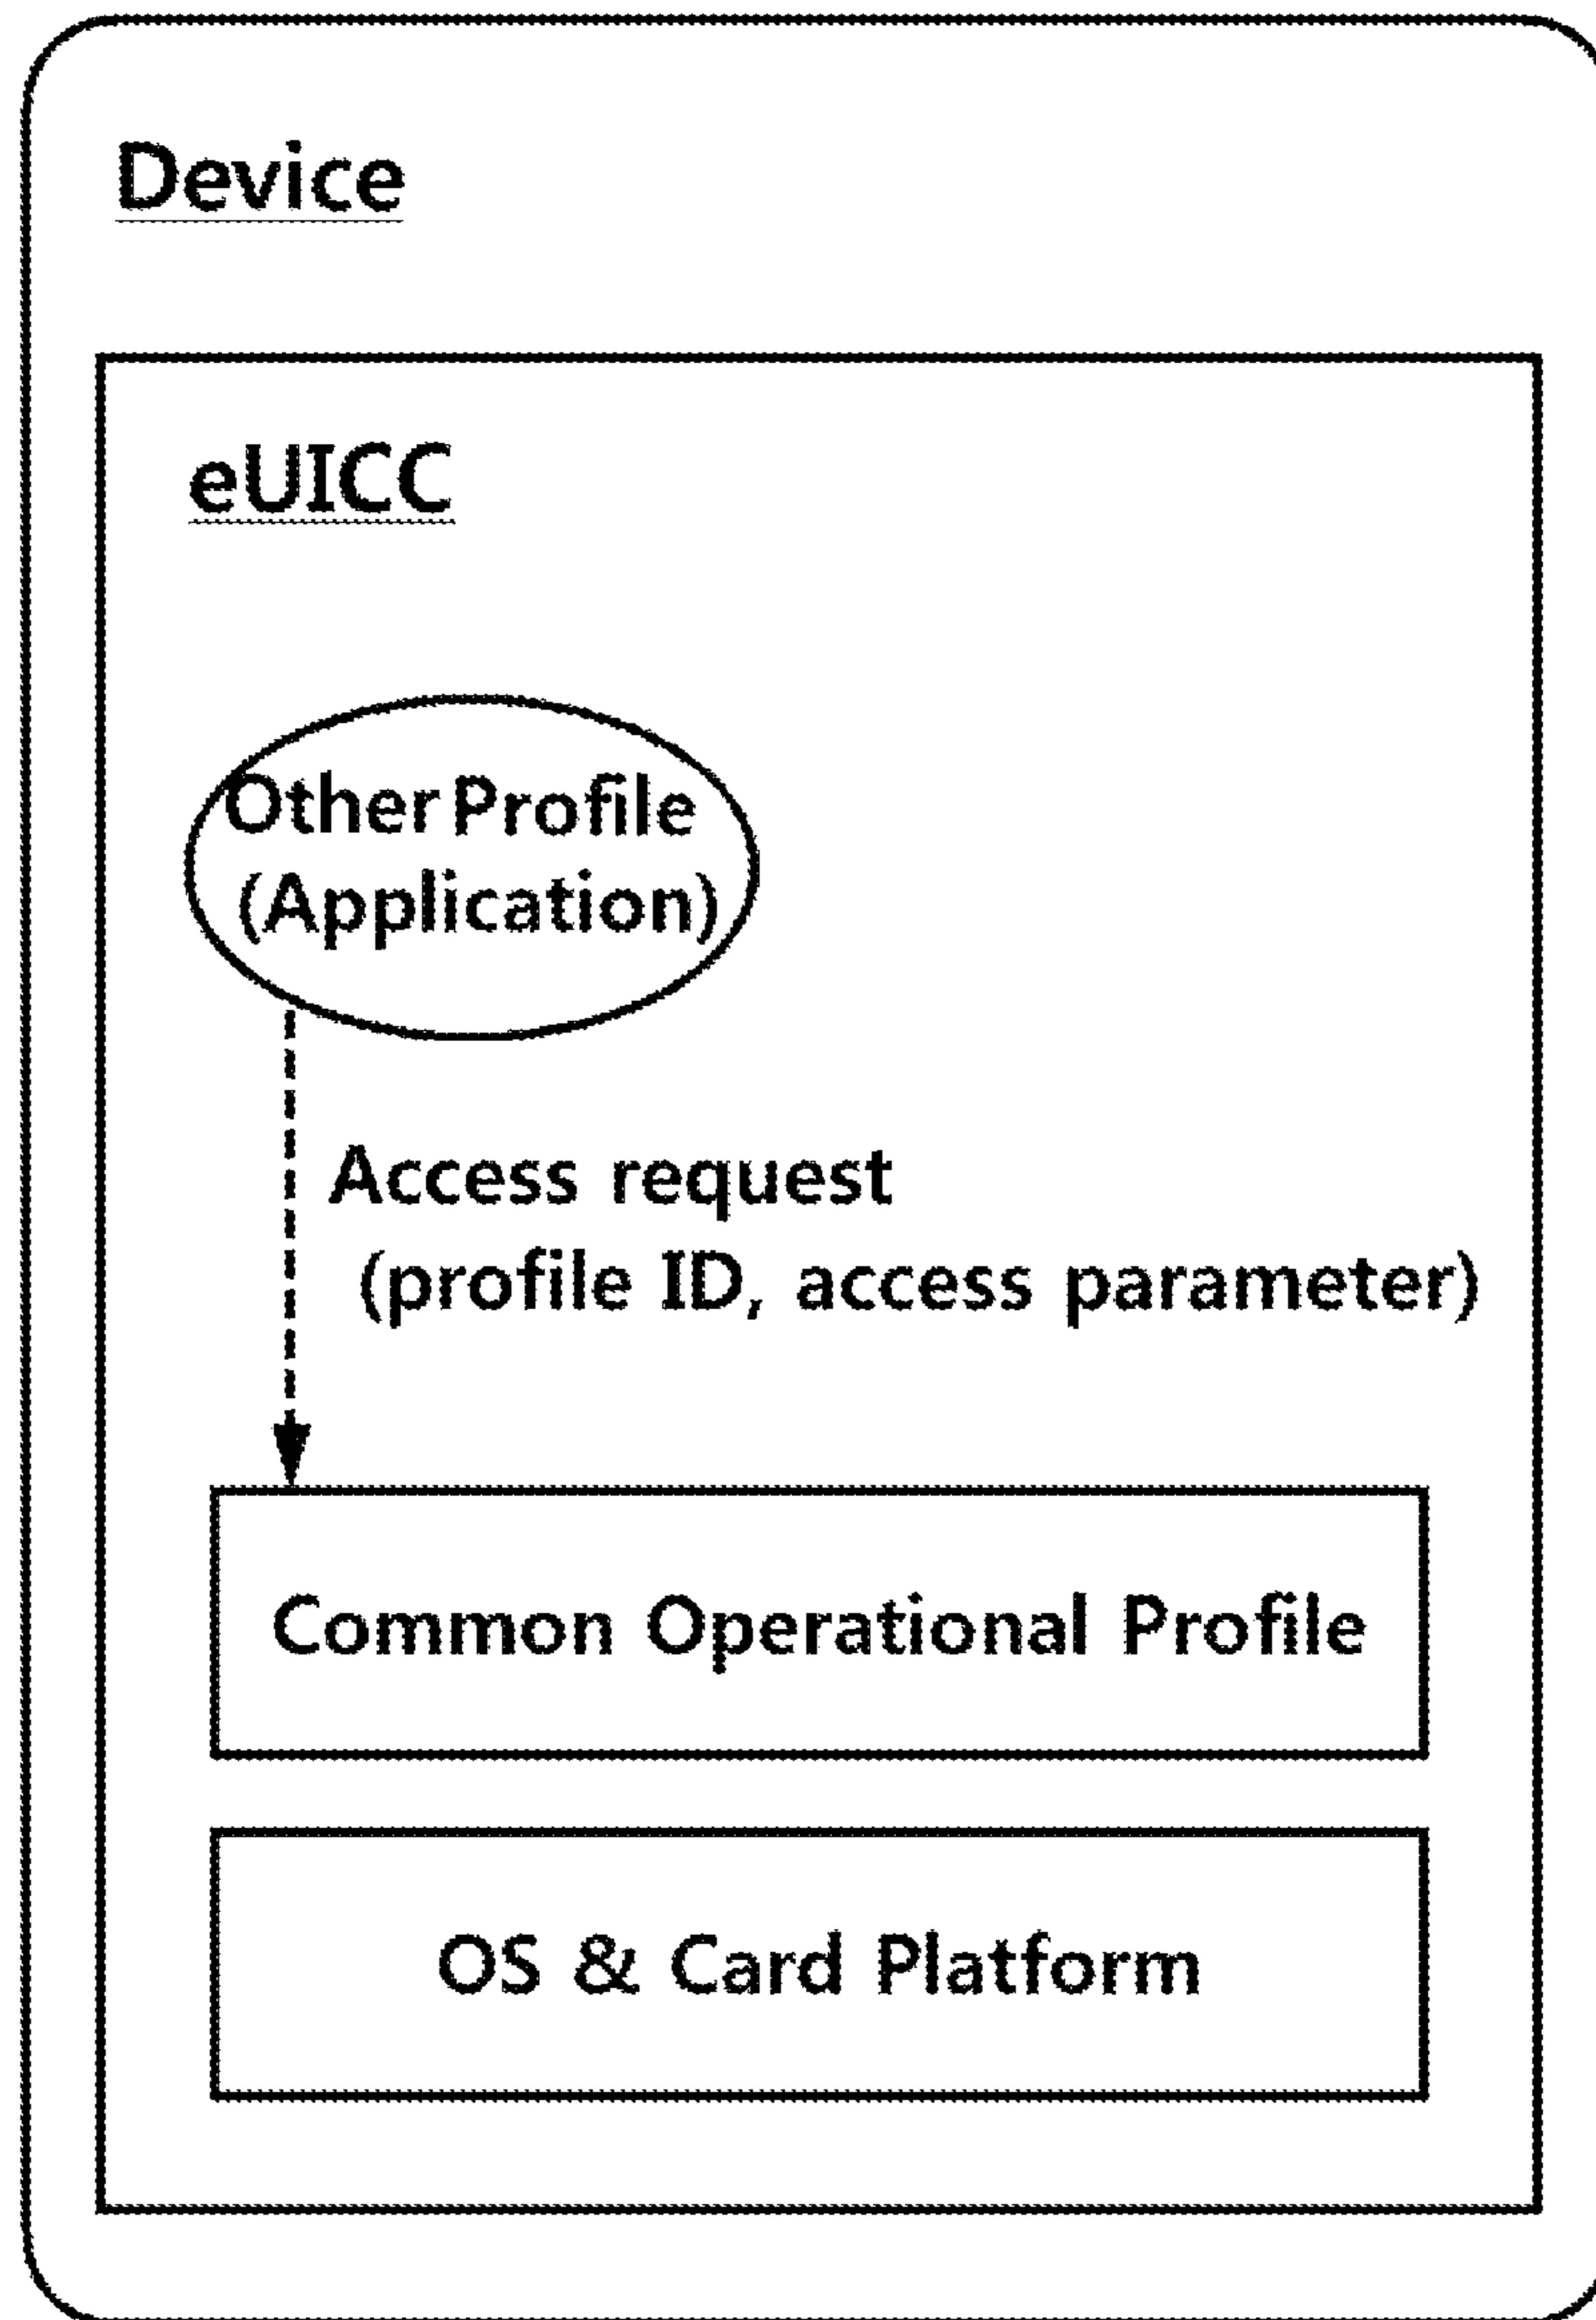 Device
eUICC
Other Profile
(Application)
Access request
(profile ID, access parameter)
Common Operational Profile
OS & Card Platform